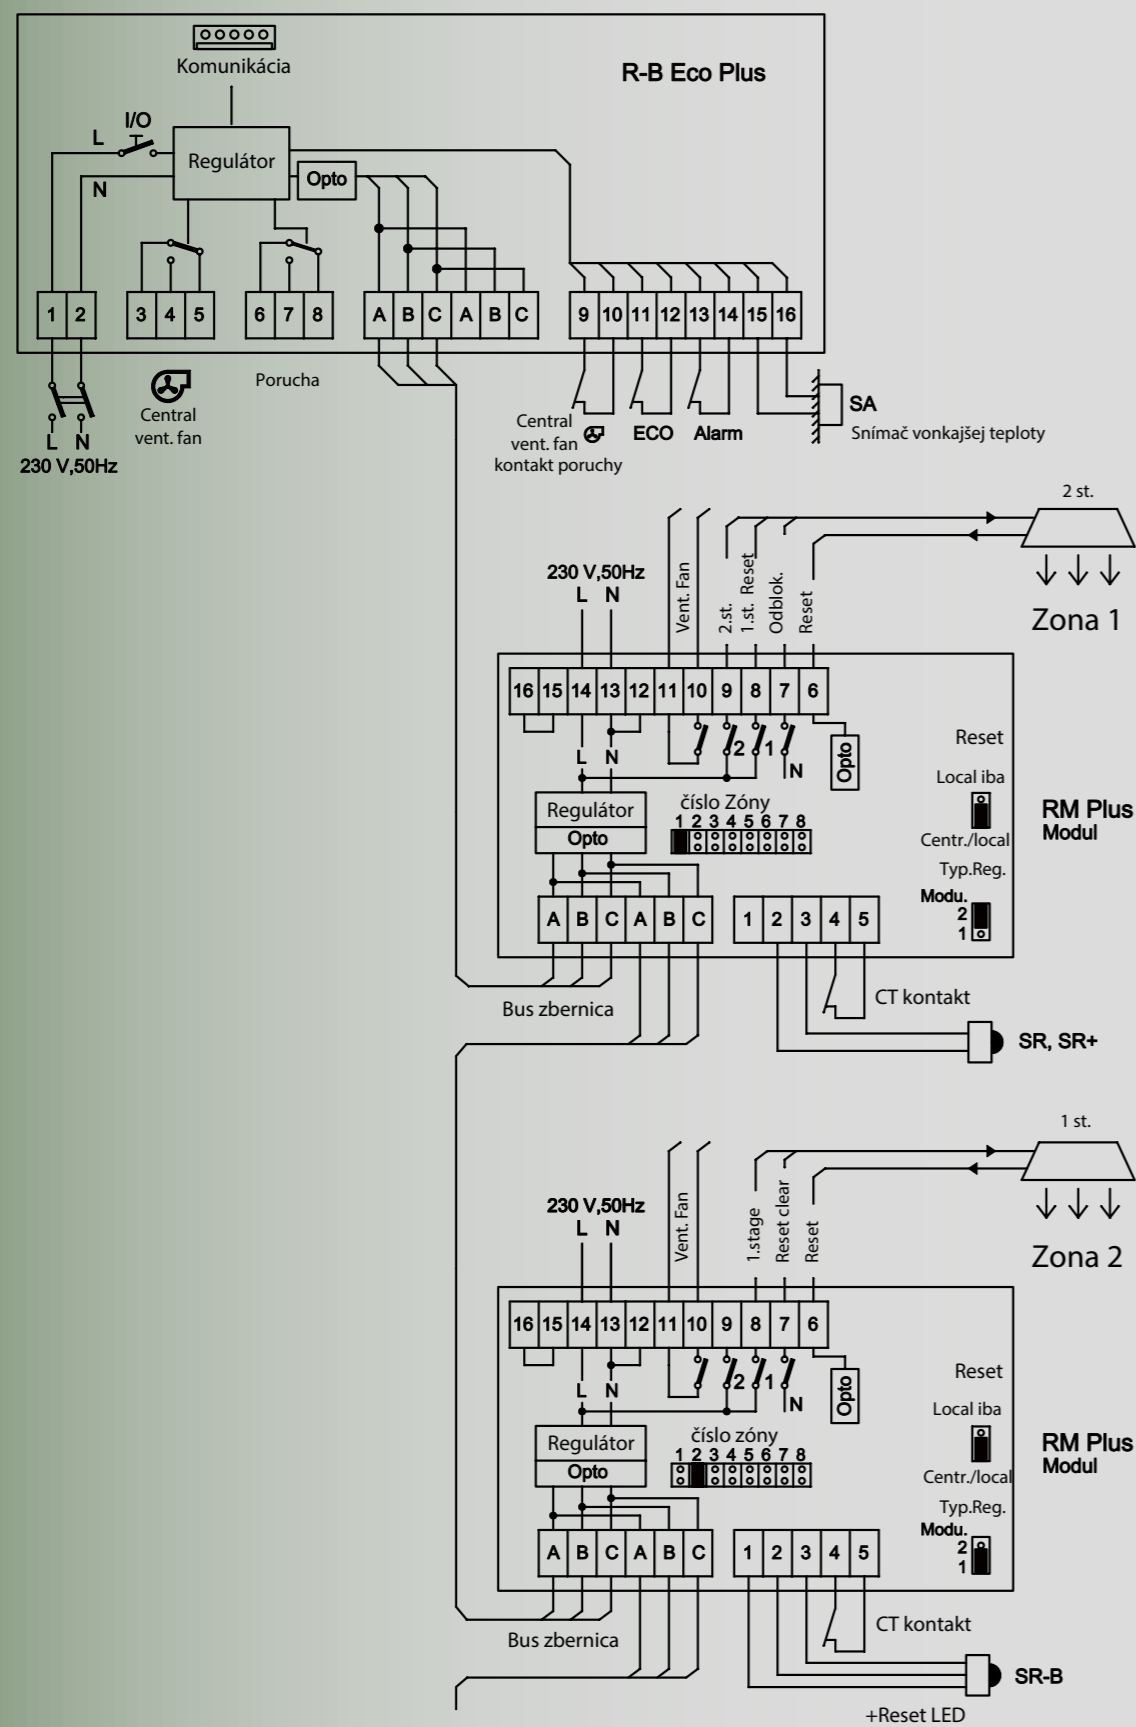 Komunikácia
R-B Eco Plus
I/O
L
Regulátor
Opto
N
1 2 3 4 5 6 7 8 A B C A B C 9 10 11 12 13 14 15 16
Porucha
Central
vent. fan
L N
230 V,50Hz
Central
vent. fan
kontakt poruchy
ECO
Alarm
SA
Snímač vonkajšej teploty
2 st.
Zona 1
230 V,50Hz
L N
Vent. Fan
2.st.
1.st. Reset
Odblok.
Reset
16 15 14 13 12 11 10 9 8 7 6
L N
2 1
N
Opto
Reset
Local iba
Centr./local
RM Plus
Modul
Regulátor
Opto
číslo Zóny
1 2 3 4 5 6 7 8
Typ.Reg.
Modu.
2
1
A B C A B C 1 2 3 4 5
Bus zbernica
CT kontakt
SR, SR+
1 st.
Zona 2
230 V,50Hz
L N
Vent. Fan
1.stage
Reset clear
Reset
16 15 14 13 12 11 10 9 8 7 6
L N
2 1
N
Opto
Reset
Local iba
Centr./local
RM Plus
Modul
Regulátor
Opto
číslo zóny
1 2 3 4 5 6 7 8
Typ.Reg.
Modu.
2
1
A B C A B C 1 2 3 4 5
Bus zbernica
CT kontakt
SR-B
+Reset LED